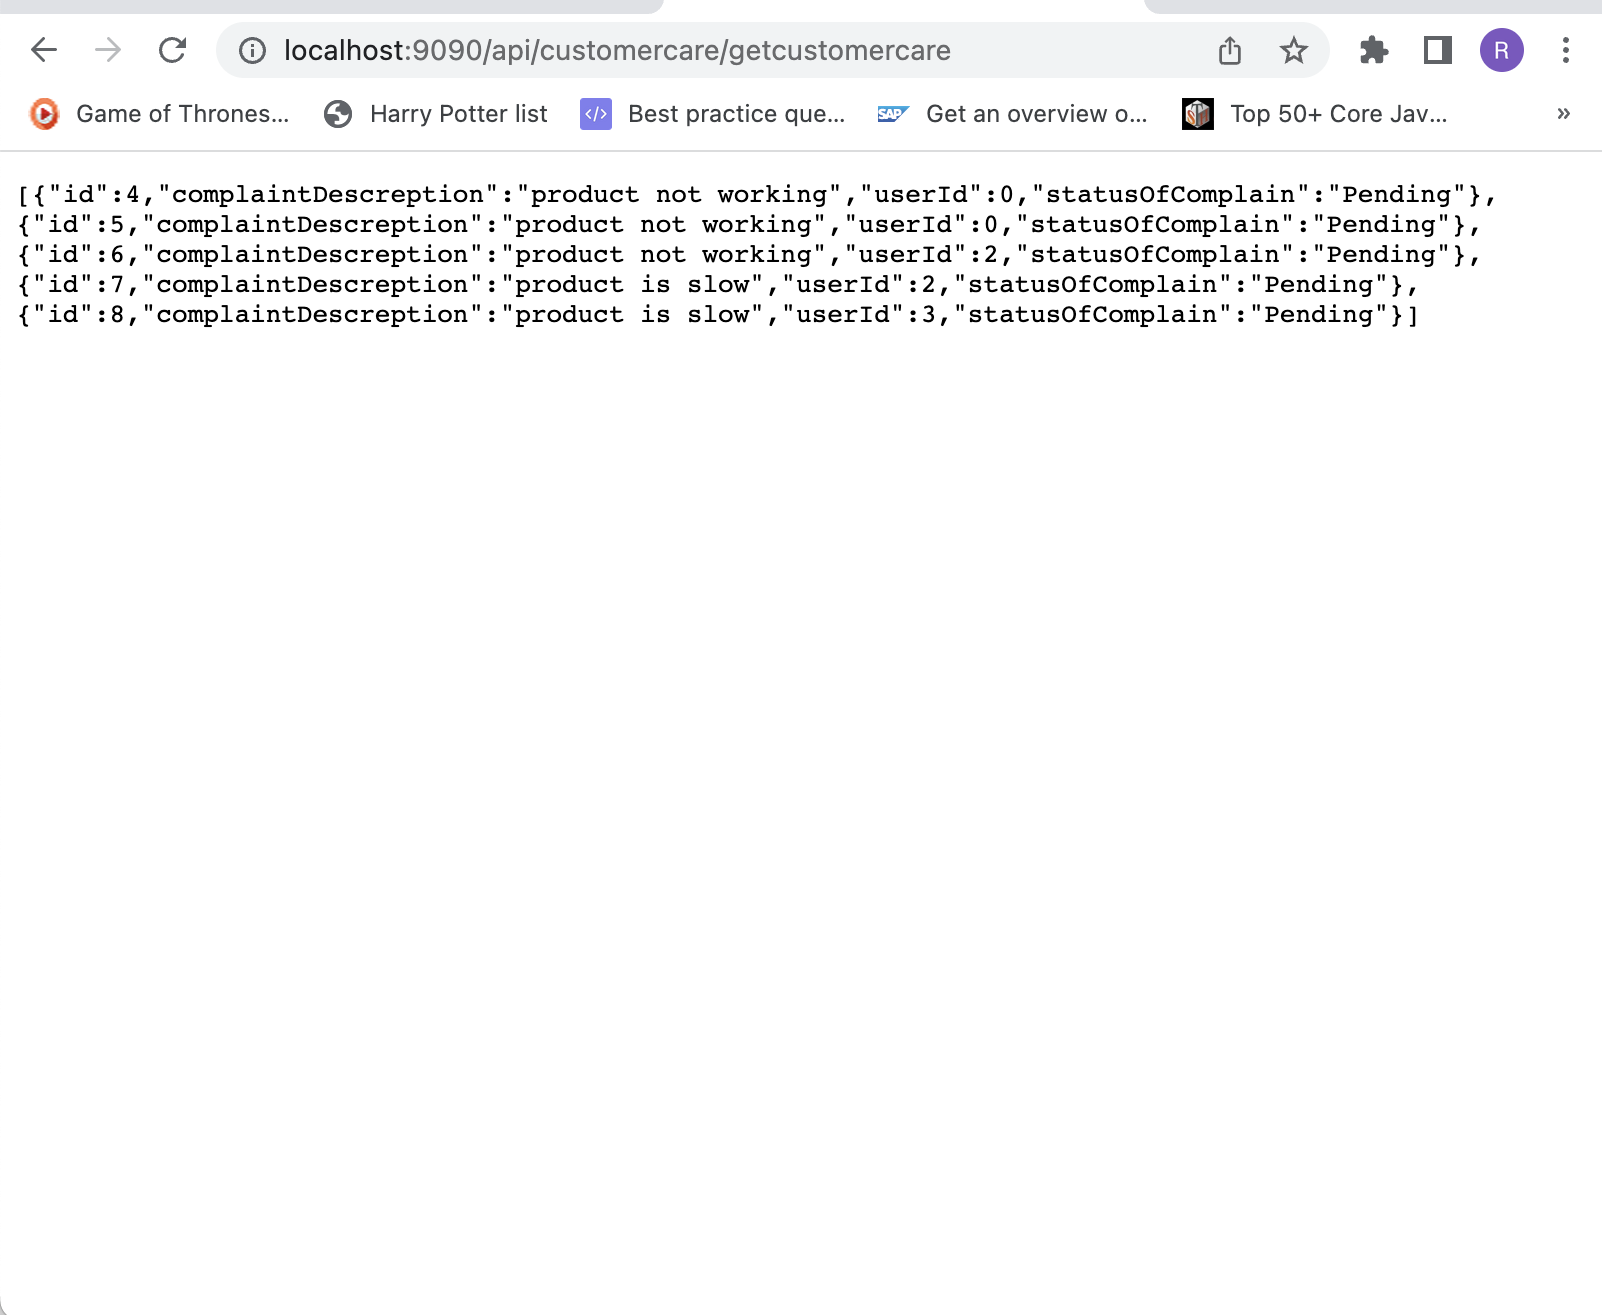 localhost:9090/api/customercare/getcustomercare
R
Game of Thrones... Harry Potter list </> Best practice que... SAP Get an overview o... Top 50+ Core Jav... »
[{"id":4,"complaintDescreption":"product not working","userId":0,"statusOfComplain":"Pending"},
{"id":5,"complaintDescreption":"product not working","userId":0,"statusOfComplain":"Pending"},
{"id":6,"complaintDescreption":"product not working","userId":2,"statusOfComplain":"Pending"},
{"id":7,"complaintDescreption":"product is slow","userId":2,"statusOfComplain":"Pending"},
{"id":8,"complaintDescreption":"product is slow","userId":3,"statusOfComplain":"Pending"}]